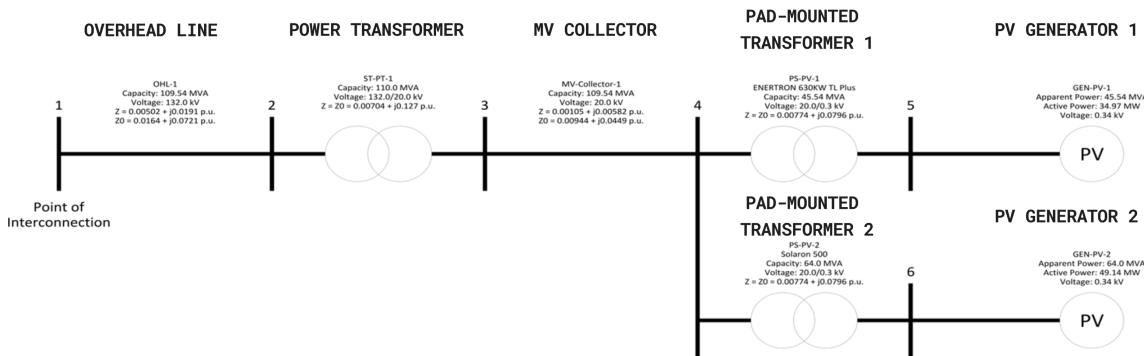 OVERHEAD LINE
POWER TRANSFORMER
MV COLLECTOR
PAD-MOUNTED
TRANSFORMER 1
PV GENERATOR 1
OHL-1
Capacity: 109.54 MVA
Voltage: 132.0 kV
Z = 0.00502 + j0.0191 p.u.
Z0 = 0.0164 + j0.0721 p.u.
ST-PT-1
Capacity: 110.0 MVA
Voltage: 132.0/20.0 kV
Z = Z0 = 0.00704 + j0.127 p.u.
MV-Collector-1
Capacity: 109.54 MVA
Voltage: 20.0 kV
Z = 0.00105 + j0.00582 p.u.
Z0 = 0.00944 + j0.0449 p.u.
PS-PV-1
ENERTRON 630KW TL Plus
Capacity: 45.54 MVA
Voltage: 20.0/0.3 kV
Z = Z0 = 0.00774 + j0.0796 p.u.
GEN-PV-1
Apparent Power: 45.54 MVA
Active Power: 34.97 MW
Voltage: 0.34 kV
1
2
3
4
5
PV
Point of
Interconnection
PAD-MOUNTED
TRANSFORMER 2
PV GENERATOR 2
PS-PV-2
Solaron 500
Capacity: 64.0 MVA
Voltage: 20.0/0.3 kV
Z = Z0 = 0.00774 + j0.0796 p.u.
6
GEN-PV-2
Apparent Power: 64.0 MVA
Active Power: 49.14 MW
Voltage: 0.34 kV
PV